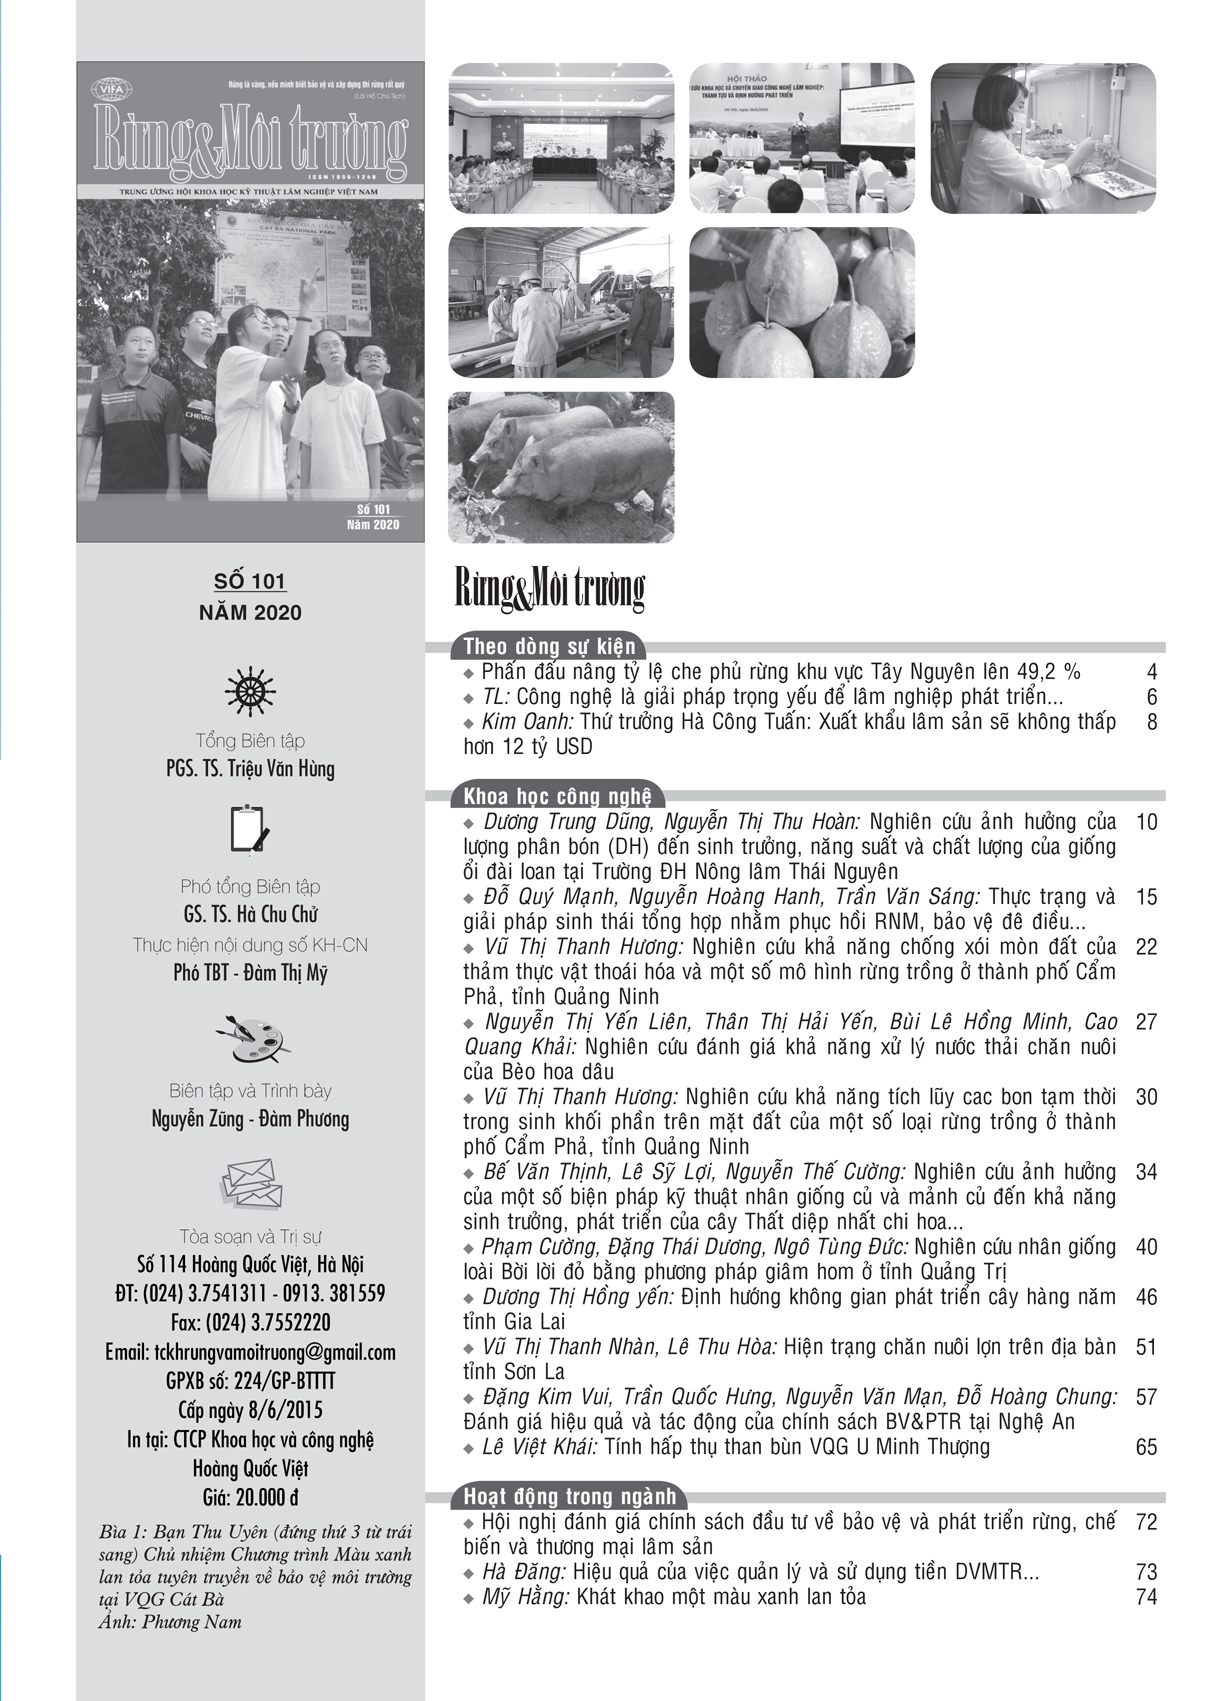 VIFA
Rừng là vàng, nếu mình biết bảo vệ và xây dựng thì rừng rất quý
(Lời Hồ Chủ Tịch)
Rừng&Môi trường
ISSN 1859-1248
TRUNG ƯƠNG HỘI KHOA HỌC KỸ THUẬT LÂM NGHIỆP VIỆT NAM
CAT BA NATIONAL PARK
CHEVROLET
Số 101
Năm 2020
HỘI THẢO
CỨU KHOA HỌC VÀ CHUYỂN GIAO CÔNG NGHỆ LÂM NGHIỆP:
THÀNH TỰU VÀ ĐỊNH HƯỚNG PHÁT TRIỂN
SỐ 101
NĂM 2020
Tổng Biên tập
PGS. TS. Triệu Văn Hùng
Phó tổng Biên tập
GS. TS. Hà Chu Chử
Thực hiện nội dung số KH-CN
Phó TBT - Đàm Thị Mỹ
Biên tập và Trình bày
Nguyễn Zũng - Đàm Phương
Tòa soạn và Trị sự
Số 114 Hoàng Quốc Việt, Hà Nội
ĐT: (024) 3.7541311 - 0913. 381559
Fax: (024) 3.7552220
Email: tckhrungvamoitruong@gmail.com
GPXB số: 224/GP-BTTTT
Cấp ngày 8/6/2015
In tại: CTCP Khoa học và công nghệ
Hoàng Quốc Việt
Giá: 20.000 đ
Bìa 1: Bạn Thu Uyên (đứng thứ 3 từ trái
sang) Chủ nhiệm Chương trình Màu xanh
lan tỏa tuyên truyền về bảo vệ môi trường
tại VQG Cát Bà
Ảnh: Phương Nam
Rừng&Môi trường
Theo dòng sự kiện
◆ Phấn đấu nâng tỷ lệ che phủ rừng khu vực Tây Nguyên lên 49,2 % 4
◆ TL: Công nghệ là giải pháp trọng yếu để lâm nghiệp phát triển... 6
◆ Kim Oanh: Thứ trưởng Hà Công Tuấn: Xuất khẩu lâm sản sẽ không thấp 8
hơn 12 tỷ USD
Khoa học công nghệ
◆ Dương Trung Dũng, Nguyễn Thị Thu Hoàn: Nghiên cứu ảnh hưởng của 10
lượng phân bón (DH) đến sinh trưởng, năng suất và chất lượng của giống
ổi đài loan tại Trường ĐH Nông lâm Thái Nguyên
◆ Đỗ Quý Mạnh, Nguyễn Hoàng Hanh, Trần Văn Sáng: Thực trạng và 15
giải pháp sinh thái tổng hợp nhằm phục hồi RNM, bảo vệ đê điều...
◆ Vũ Thị Thanh Hương: Nghiên cứu khả năng chống xói mòn đất của 22
thảm thực vật thoái hóa và một số mô hình rừng trồng ở thành phố Cẩm
Phả, tỉnh Quảng Ninh
◆ Nguyễn Thị Yến Liên, Thân Thị Hải Yến, Bùi Lê Hồng Minh, Cao 27
Quang Khải: Nghiên cứu đánh giá khả năng xử lý nước thải chăn nuôi
của Bèo hoa dâu
◆ Vũ Thị Thanh Hương: Nghiên cứu khả năng tích lũy cac bon tạm thời 30
trong sinh khối phần trên mặt đất của một số loại rừng trồng ở thành
phố Cẩm Phả, tỉnh Quảng Ninh
◆ Bế Văn Thịnh, Lê Sỹ Lợi, Nguyễn Thế Cường: Nghiên cứu ảnh hưởng 34
của một số biện pháp kỹ thuật nhân giống củ và mảnh củ đến khả năng
sinh trưởng, phát triển của cây Thất diệp nhất chi hoa...
◆ Phạm Cường, Đặng Thái Dương, Ngô Tùng Đức: Nghiên cứu nhân giống 40
loài Bời lời đỏ bằng phương pháp giâm hom ở tỉnh Quảng Trị
◆ Dương Thị Hồng yến: Định hướng không gian phát triển cây hàng năm 46
tỉnh Gia Lai
◆ Vũ Thị Thanh Nhàn, Lê Thu Hòa: Hiện trạng chăn nuôi lợn trên địa bàn 51
tỉnh Sơn La
◆ Đặng Kim Vui, Trần Quốc Hưng, Nguyễn Văn Mạn, Đỗ Hoàng Chung: 57
Đánh giá hiệu quả và tác động của chính sách BV&PTR tại Nghệ An
◆ Lê Việt Khái: Tính hấp thụ than bùn VQG U Minh Thượng 65
Hoạt động trong ngành
◆ Hội nghị đánh giá chính sách đầu tư về bảo vệ và phát triển rừng, chế 72
biến và thương mại lâm sản
◆ Hà Đăng: Hiệu quả của việc quản lý và sử dụng tiền DVMTR... 73
◆ Mỹ Hằng: Khát khao một màu xanh lan tỏa 74